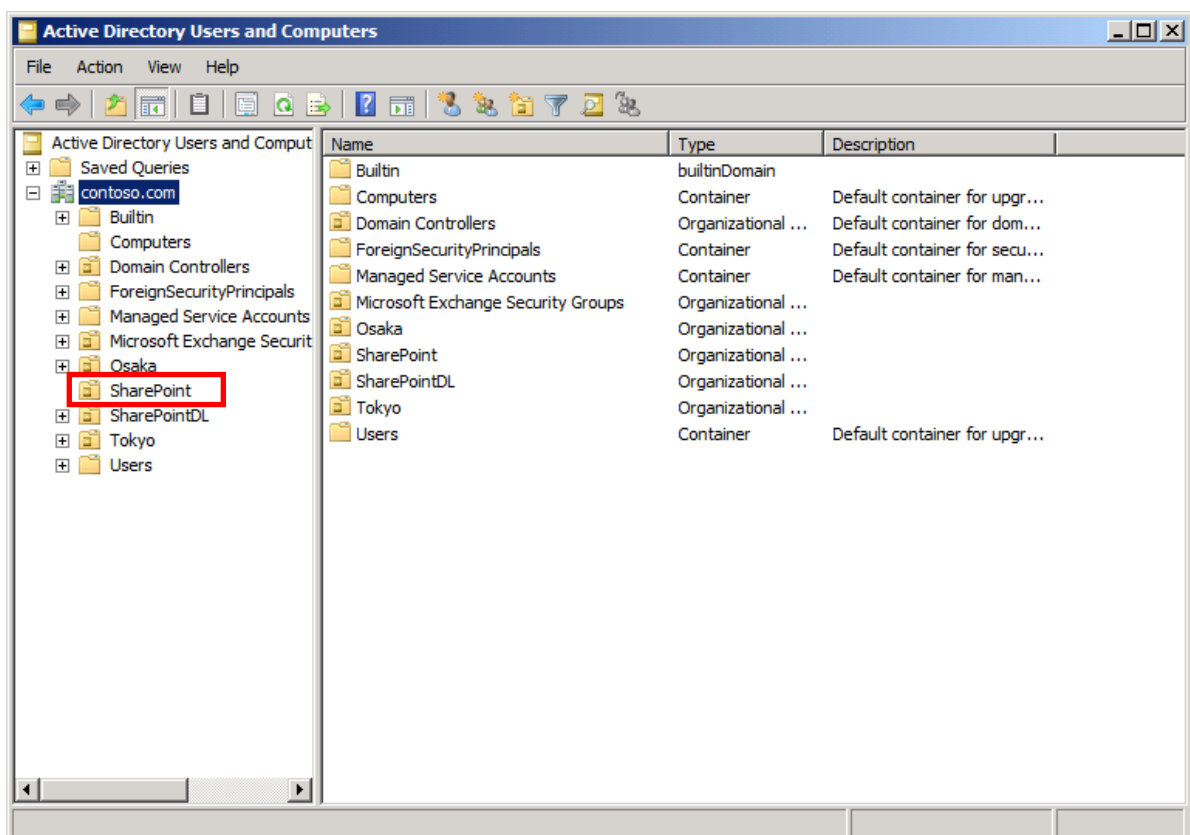 Active Directory Users and Computers
File Action View Help
Active Directory Users and Comput
Saved Queries
contoso.com
Builtin
Computers
Domain Controllers
ForeignSecurityPrincipals
Managed Service Accounts
Microsoft Exchange Securit
Osaka
SharePoint
SharePointDL
Tokyo
Users
Name Type Description
Builtin builtinDomain
Computers Container Default container for upgr...
Domain Controllers Organizational ... Default container for dom...
ForeignSecurityPrincipals Container Default container for secu...
Managed Service Accounts Container Default container for man...
Microsoft Exchange Security Groups Organizational ...
Osaka Organizational ...
SharePoint Organizational ...
SharePointDL Organizational ...
Tokyo Organizational ...
Users Container Default container for upgr...